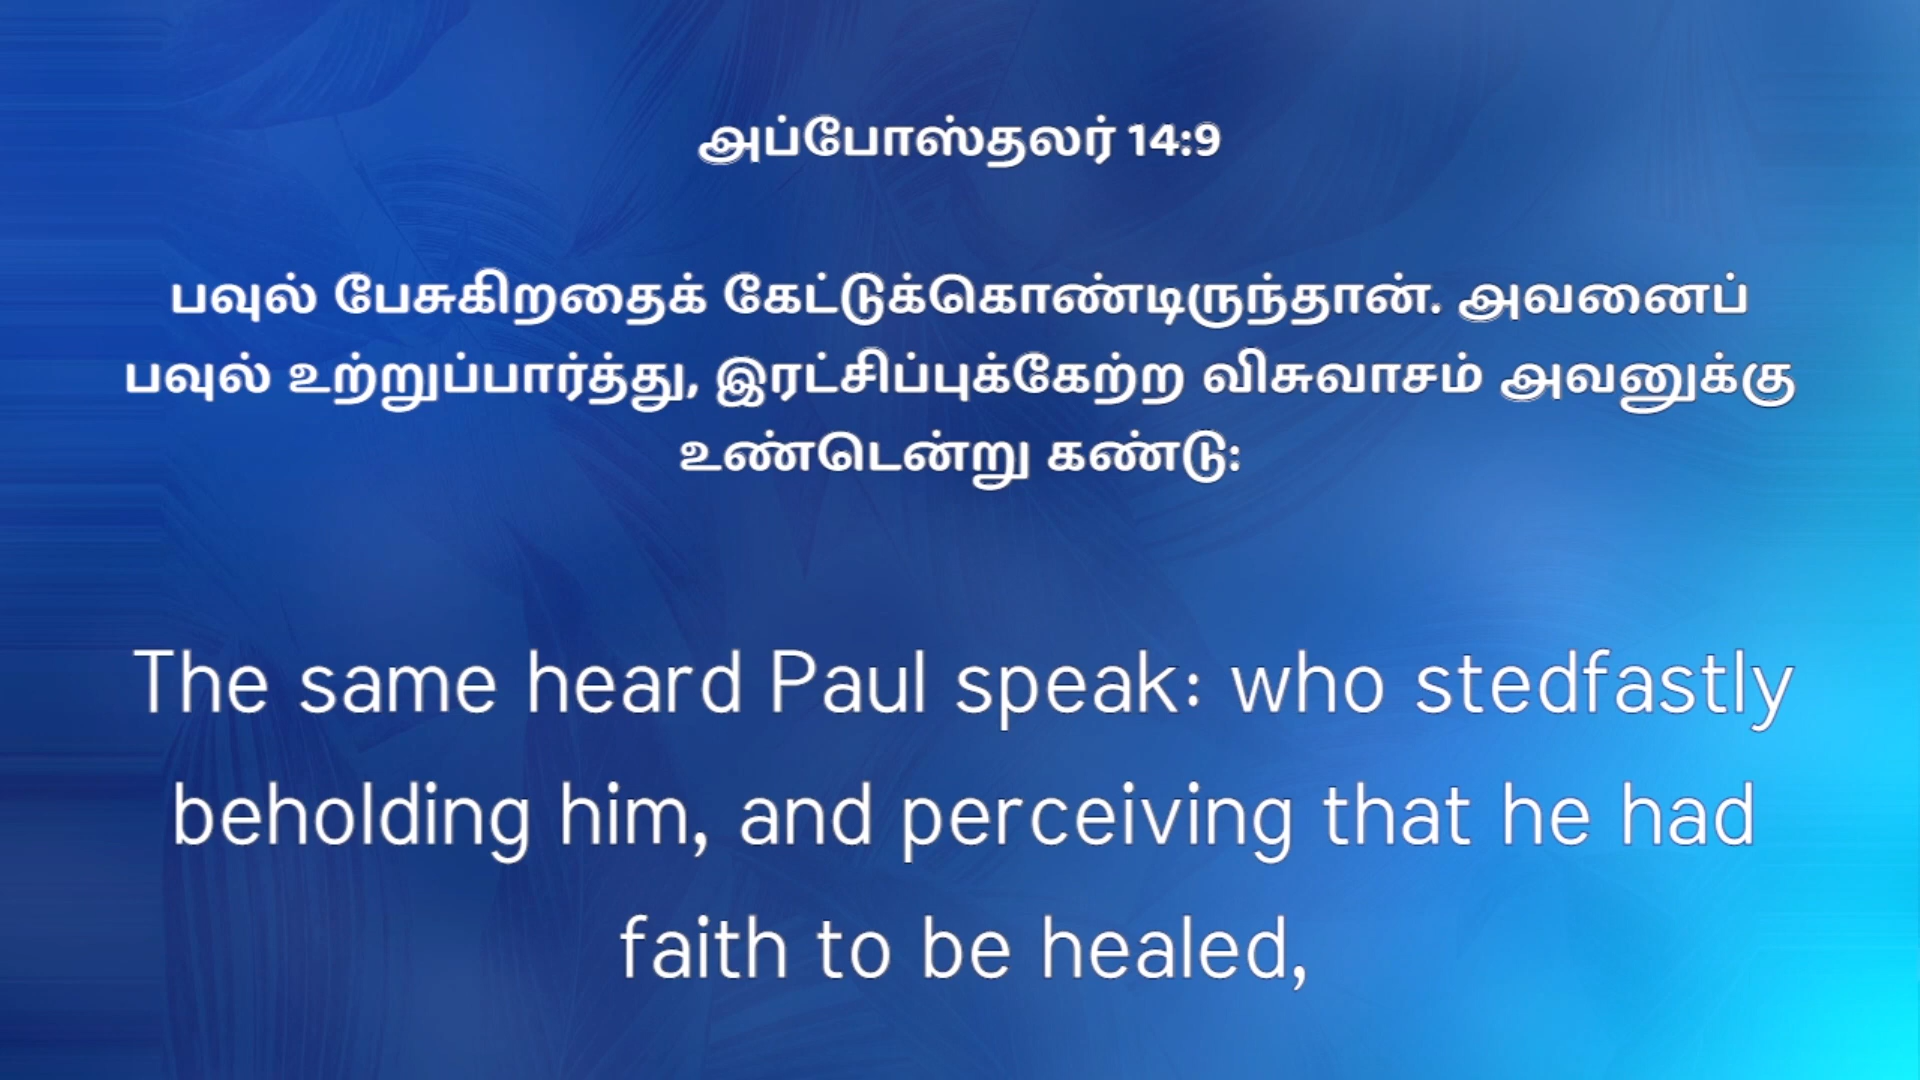 அப்போஸ்தலர் 14:9
பவுல் பேசுகிறதைக் கேட்டுக்கொண்டிருந்தான். அவனைப்
பவுல் உற்றுப்பார்த்து, இரட்சிப்புக்கேற்ற விசுவாசம் அவனுக்கு
உண்டென்று கண்டு:
The same heard Paul speak: who stedfastly
beholding him, and perceiving that he had
faith to be healed,